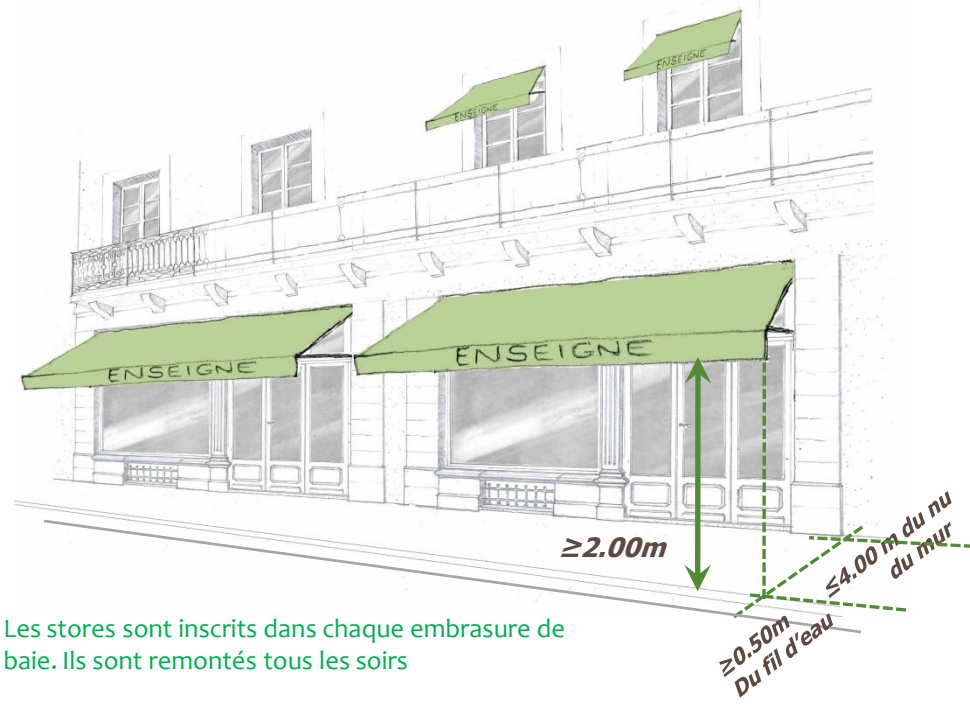 ENSEIGNE
ENSEIGNE
ENSEIGNE
ENSEIGNE
≥2.00m
≤4.00 m du nu
du mur
≥0.50m
Du fil d'eau
Les stores sont inscrits dans chaque embrasure de
baie. Ils sont remontés tous les soirs